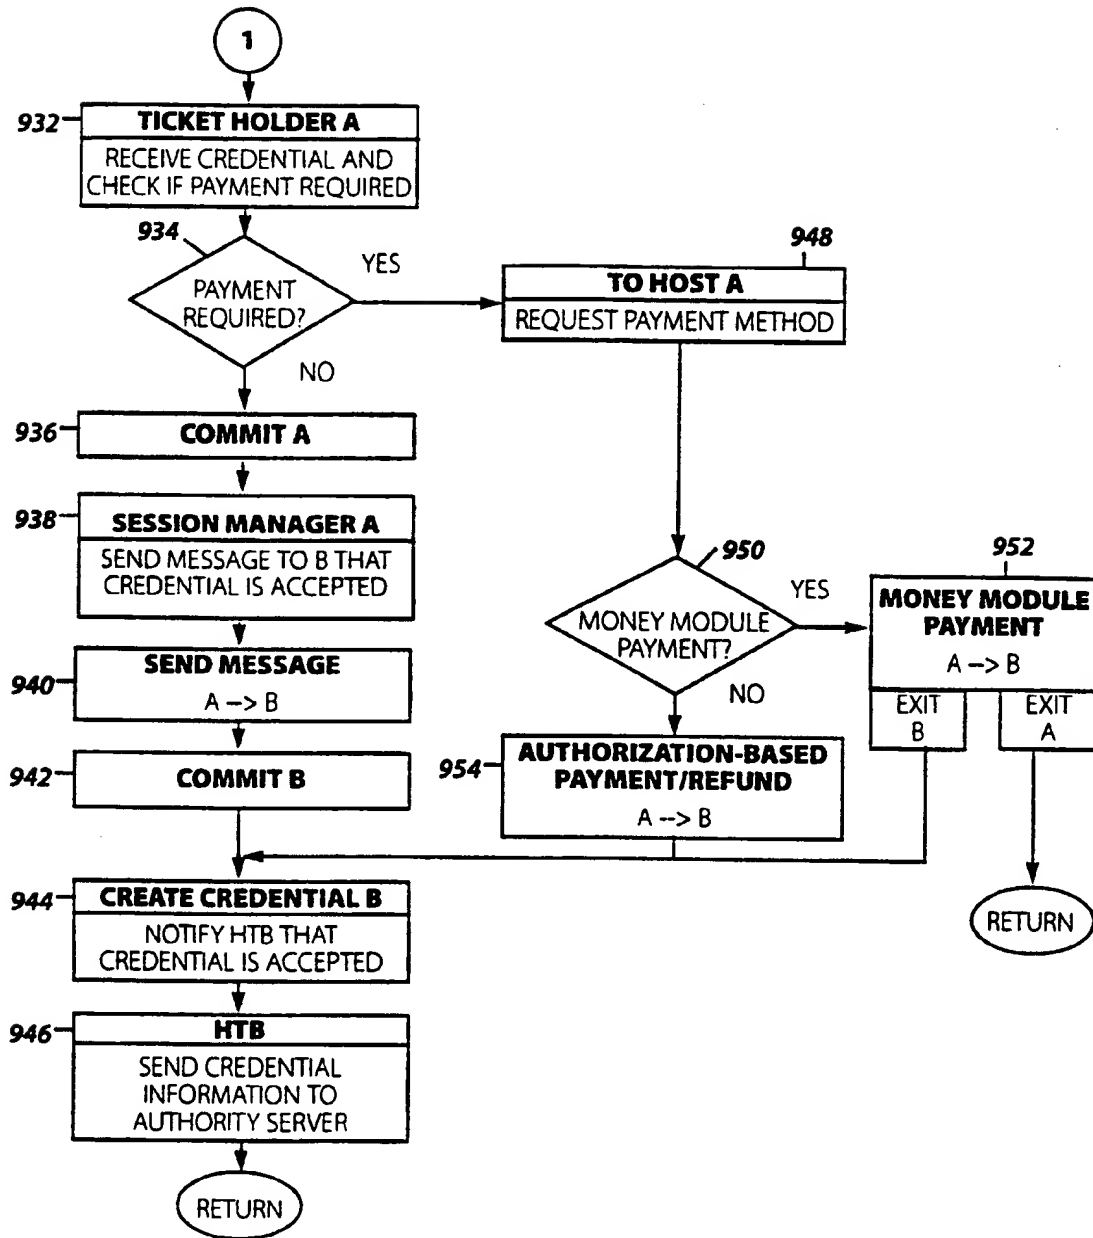 1
932
TICKET HOLDER A
RECEIVE CREDENTIAL AND
CHECK IF PAYMENT REQUIRED
934
PAYMENT
REQUIRED?
YES
NO
948
TO HOST A
REQUEST PAYMENT METHOD
936
COMMIT A
938
SESSION MANAGER A
SEND MESSAGE TO B THAT
CREDENTIAL IS ACCEPTED
940
SEND MESSAGE
A --> B
942
COMMIT B
950
MONEY MODULE
PAYMENT?
YES
NO
952
MONEY MODULE
PAYMENT
A --> B
EXIT
B
EXIT
A
RETURN
954
AUTHORIZATION-BASED
PAYMENT/REFUND
A --> B
944
CREATE CREDENTIAL B
NOTIFY HTB THAT
CREDENTIAL IS ACCEPTED
946
HTB
SEND CREDENTIAL
INFORMATION TO
AUTHORITY SERVER
RETURN